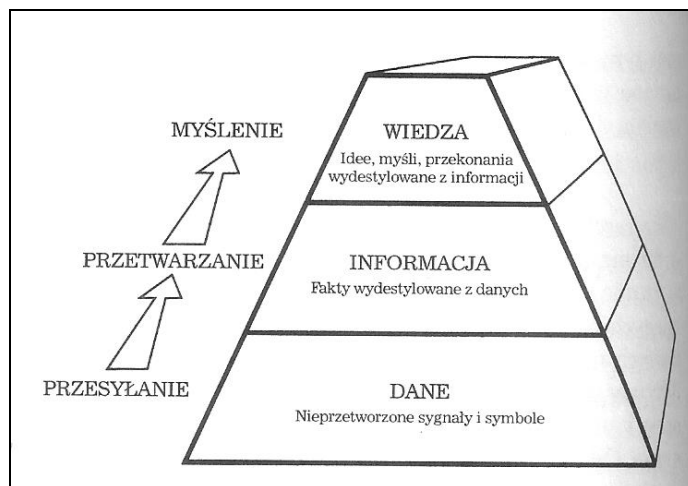 MYŚLENIE
WIEDZA
Idee, myśli, przekonania
wydestylowane z informacji
PRZETWARZANIE
INFORMACJA
Fakty wydestylowane z danych
PRZESYŁANIE
DANE
Nieprzetworzone sygnały i symbole